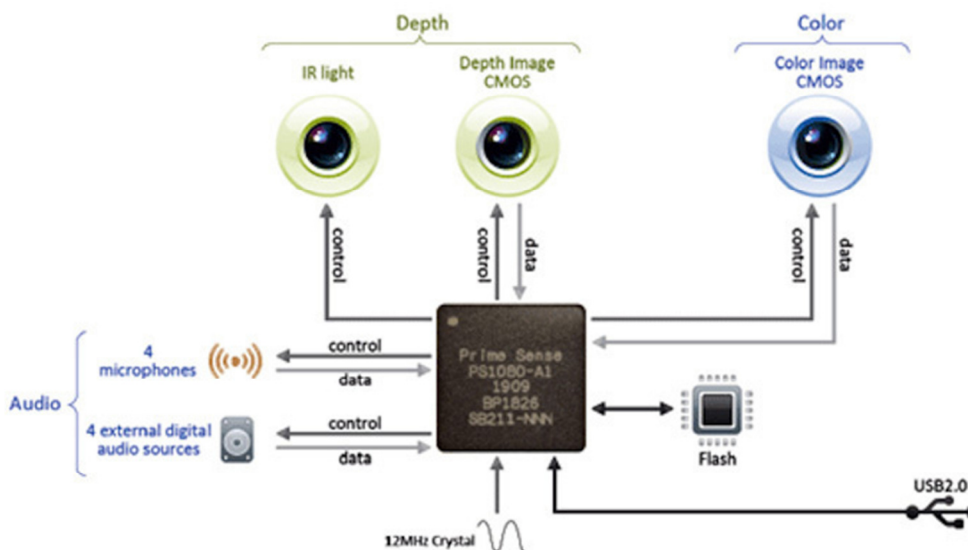 Depth
Color
IR light
Depth Image
CMOS
Color Image
CMOS
control
control
data
control
data
Audio
4
microphones
control
data
4 external digital
audio sources
control
data
Prime Sense
PS1080-A1
1909
BP1826
SB211-NNN
Flash
USB2.0
12MHz Crystal